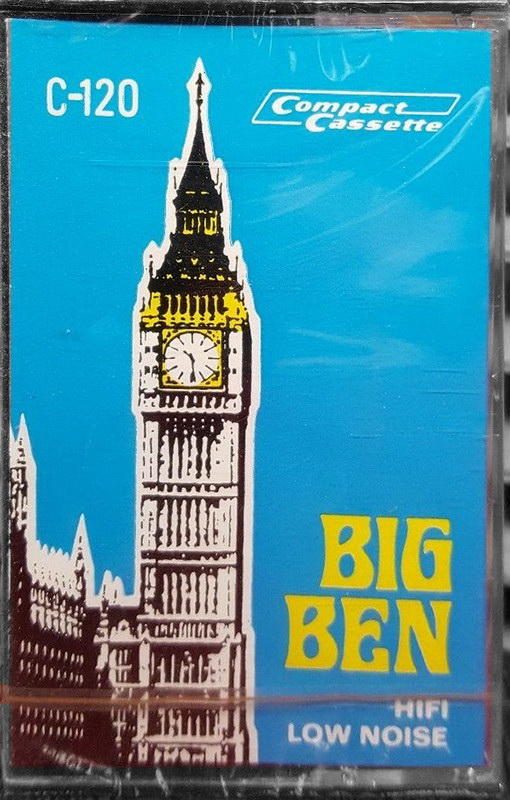 C-120
Compact
Cassette
BIG
BEN
HIFI
LOW NOISE